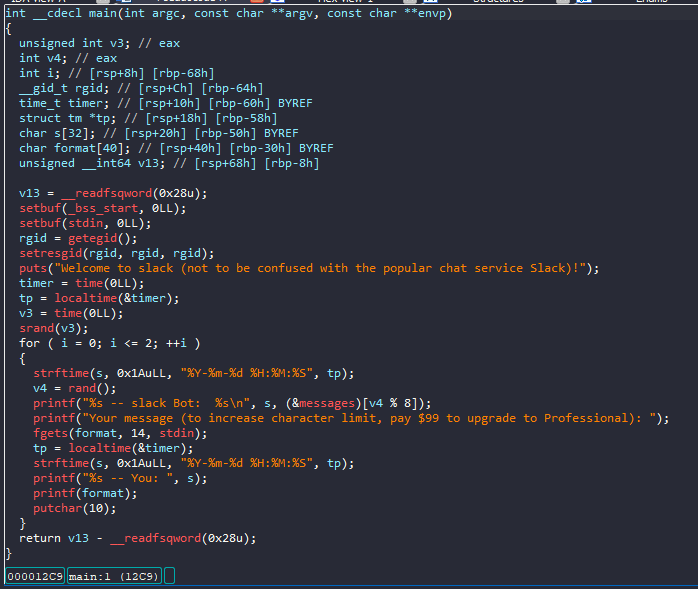 int __cdecl main(int argc, const char **argv, const char **envp)
{
  unsigned int v3; // eax
  int v4; // eax
  int i; // [rsp+8h] [rbp-68h]
  __gid_t rgid; // [rsp+Ch] [rbp-64h]
  time_t timer; // [rsp+10h] [rbp-60h] BYREF
  struct tm *tp; // [rsp+18h] [rbp-58h]
  char s[32]; // [rsp+20h] [rbp-50h] BYREF
  char format[40]; // [rsp+40h] [rbp-30h] BYREF
  unsigned __int64 v13; // [rsp+68h] [rbp-8h]

  v13 = __readfsqword(0x28u);
  setbuf(_bss_start, 0LL);
  setbuf(stdin, 0LL);
  rgid = getegid();
  setresgid(rgid, rgid, rgid);
  puts("Welcome to slack (not to be confused with the popular chat service Slack)!");
  timer = time(0LL);
  tp = localtime(&timer);
  v3 = time(0LL);
  srand(v3);
  for ( i = 0; i <= 2; ++i )
  {
    strftime(s, 0x1AuLL, "%Y-%m-%d %H:%M:%S", tp);
    v4 = rand();
    printf("%s -- slack Bot:  %s\n", s, (&messages)[v4 % 8]);
    printf("Your message (to increase character limit, pay $99 to upgrade to Professional): ");
    fgets(format, 14, stdin);
    tp = localtime(&timer);
    strftime(s, 0x1AuLL, "%Y-%m-%d %H:%M:%S", tp);
    printf("%s -- You: ", s);
    printf(format);
    putchar(10);
  }
  return v13 - __readfsqword(0x28u);
}
000012C9 main:1 (12C9)